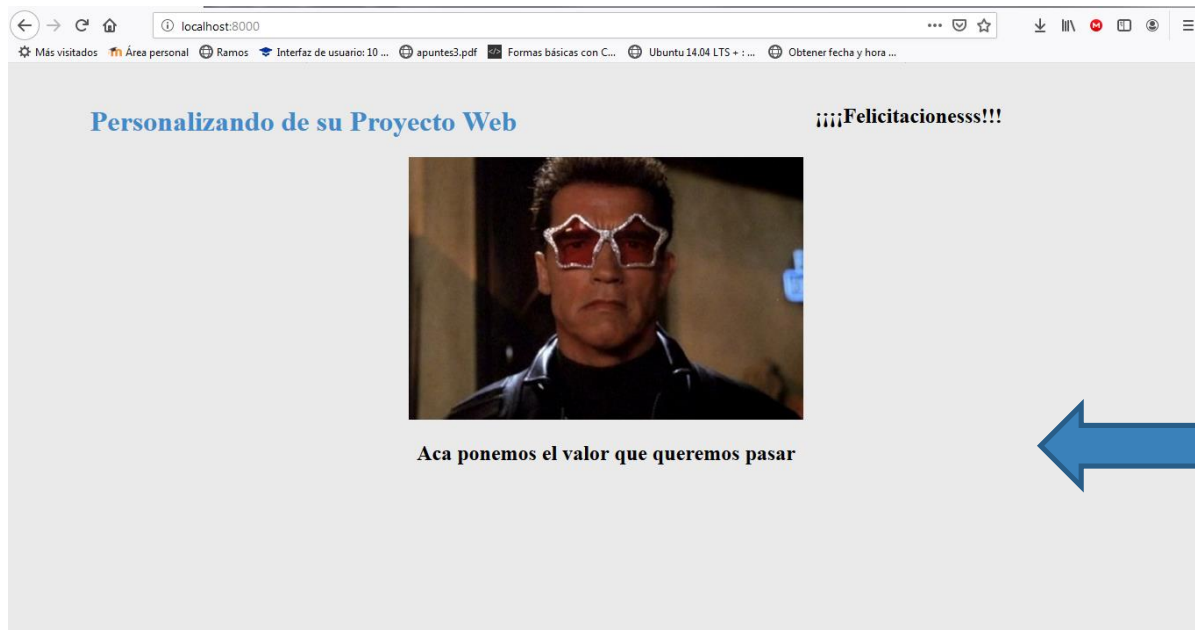 localhost:8000
Más visitados Área personal Ramos Interfaz de usuario: 10 ... apuntes3.pdf Formas básicas con C... Ubuntu 14.04 LTS + : ... Obtener fecha y hora ...
Personalizando de su Proyecto Web
¡¡¡¡Felicitacionesss!!!
Aca ponemos el valor que queremos pasar